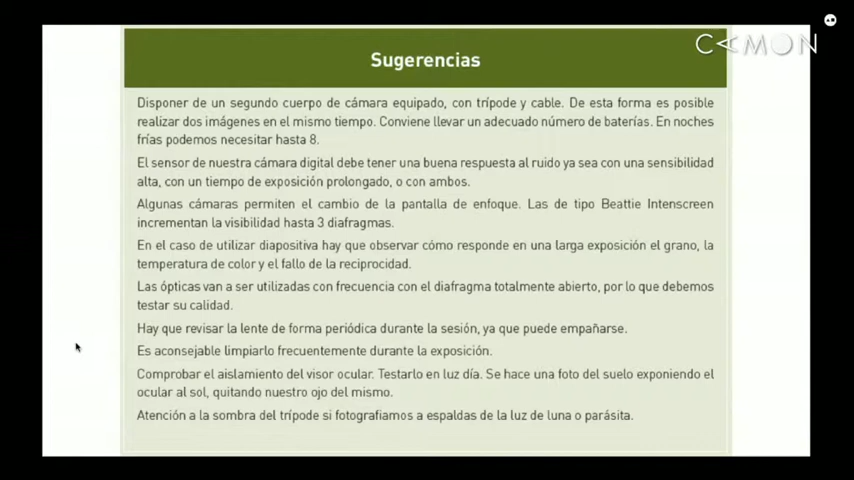 CAMON
Sugerencias
Disponer de un segundo cuerpo de cámara equipado, con trípode y cable. De esta forma es posible
realizar dos imágenes en el mismo tiempo. Conviene llevar un adecuado número de baterías. En noches
frías podemos necesitar hasta 8.
El sensor de nuestra cámara digital debe tener una buena respuesta al ruido ya sea con una sensibilidad
alta, con un tiempo de exposición prolongado, o con ambos.
Algunas cámaras permiten el cambio de la pantalla de enfoque. Las de tipo Beattie Intenscreen
incrementan la visibilidad hasta 3 diafragmas.
En el caso de utilizar diapositiva hay que observar cómo responde en una larga exposición el grano, la
temperatura de color y el fallo de la reciprocidad.
Las ópticas van a ser utilizadas con frecuencia con el diafragma totalmente abierto, por lo que debemos
testar su calidad.
Hay que revisar la lente de forma periódica durante la sesión, ya que puede empañarse.
Es aconsejable limpiarlo frecuentemente durante la exposición.
Comprobar el aislamiento del visor ocular. Testarlo en luz día. Se hace una foto del suelo exponiendo el
ocular al sol, quitando nuestro ojo del mismo.
Atención a la sombra del trípode si fotografiamos a espaldas de la luz de luna o parásita.